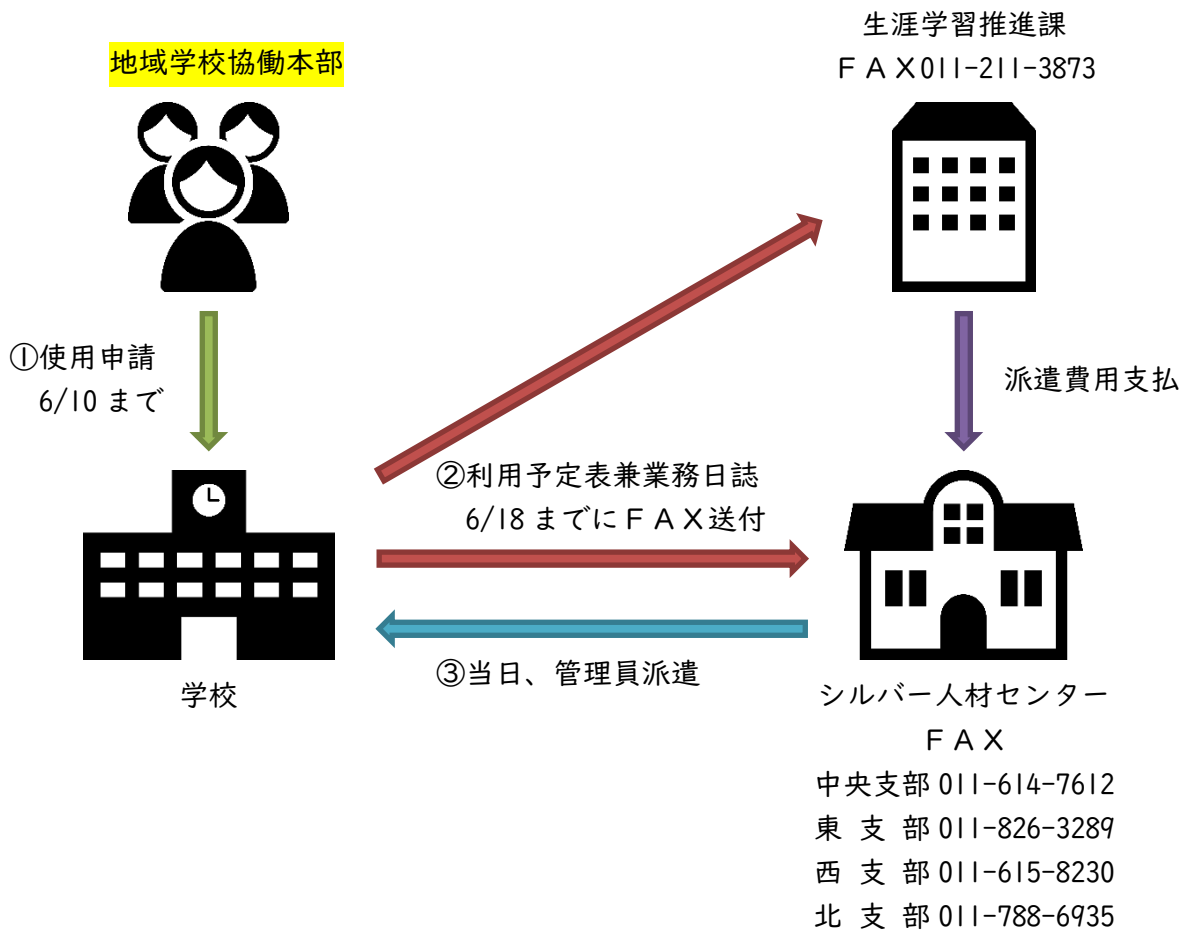 生涯学習推進課
ＦＡＸ011-211-3873
地域学校協働本部
①使用申請
6/10まで
派遣費用支払
②利用予定表兼業務日誌
6/18までにＦＡＸ送付
③当日、管理員派遣
学校
シルバー人材センター
ＦＡＸ
中央支部 011-614-7612
東 支 部 011-826-3289
西 支 部 011-615-8230
北 支 部 011-788-6935